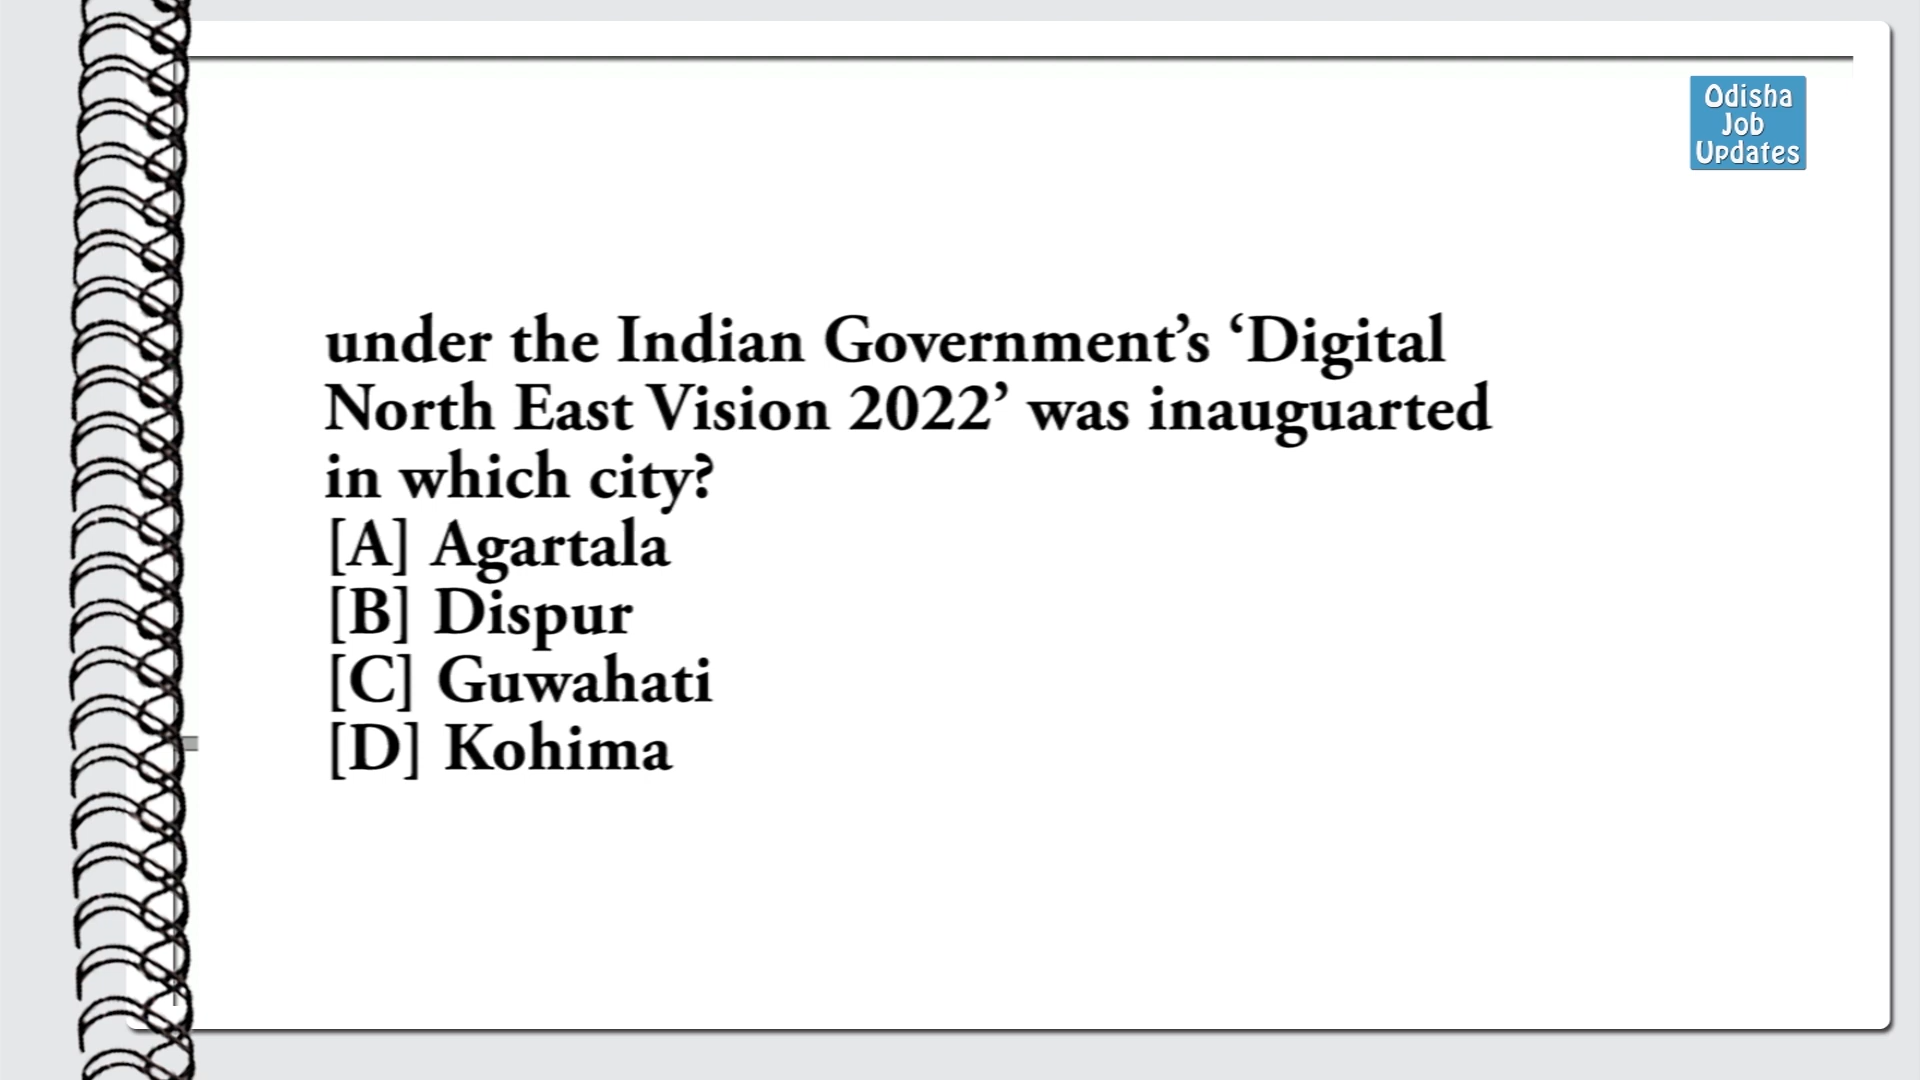 Odisha
Job
Updates
under the Indian Government’s ‘Digital
North East Vision 2022’ was inauguarted
in which city?
[A] Agartala
[B] Dispur
[C] Guwahati
[D] Kohima